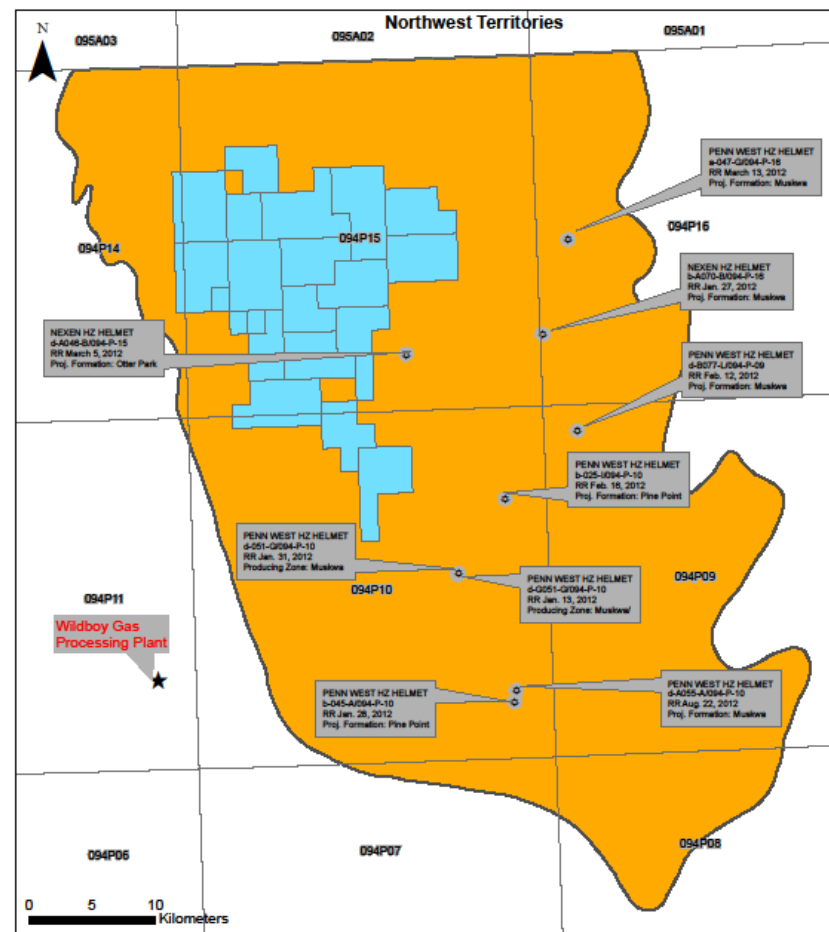 Northwest Territories
095A03
095A02
095A01
N
PENN WEST HZ HELMET
a-047-G/094-P-16
RR March 13, 2012
Proj. Formation: Muskwa
094P16
094P14
094P15
NEXEN HZ HELMET
b-A070-B/094-P-16
RR Jan. 27, 2012
Proj. Formation: Muskwa
NEXEN HZ HELMET
d-A046-B/094-P-15
RR March 5, 2012
Proj. Formation: Otter Park
PENN WEST HZ HELMET
d-B077-L/094-P-09
RR Feb. 12, 2012
Proj. Formation: Muskwa
PENN WEST HZ HELMET
b-025-I/094-P-10
RR Feb. 16, 2012
Proj. Formation: Pine Point
PENN WEST HZ HELMET
d-051-G/094-P-10
RR Jan. 31, 2012
Producing Zone: Muskwa
PENN WEST HZ HELMET
d-G051-G/094-P-10
RR Jan. 13, 2012
Producing Zone: Muskwa/
094P11
094P10
094P09
Wildboy Gas
Processing Plant
PENN WEST HZ HELMET
b-045-A/094-P-10
RR Jan. 28, 2012
Proj. Formation: Pine Point
PENN WEST HZ HELMET
d-A055-A/094-P-10
RR Aug. 22, 2012
Proj. Formation: Muskwa
094P06
094P07
094P08
0 5 10
Kilometers